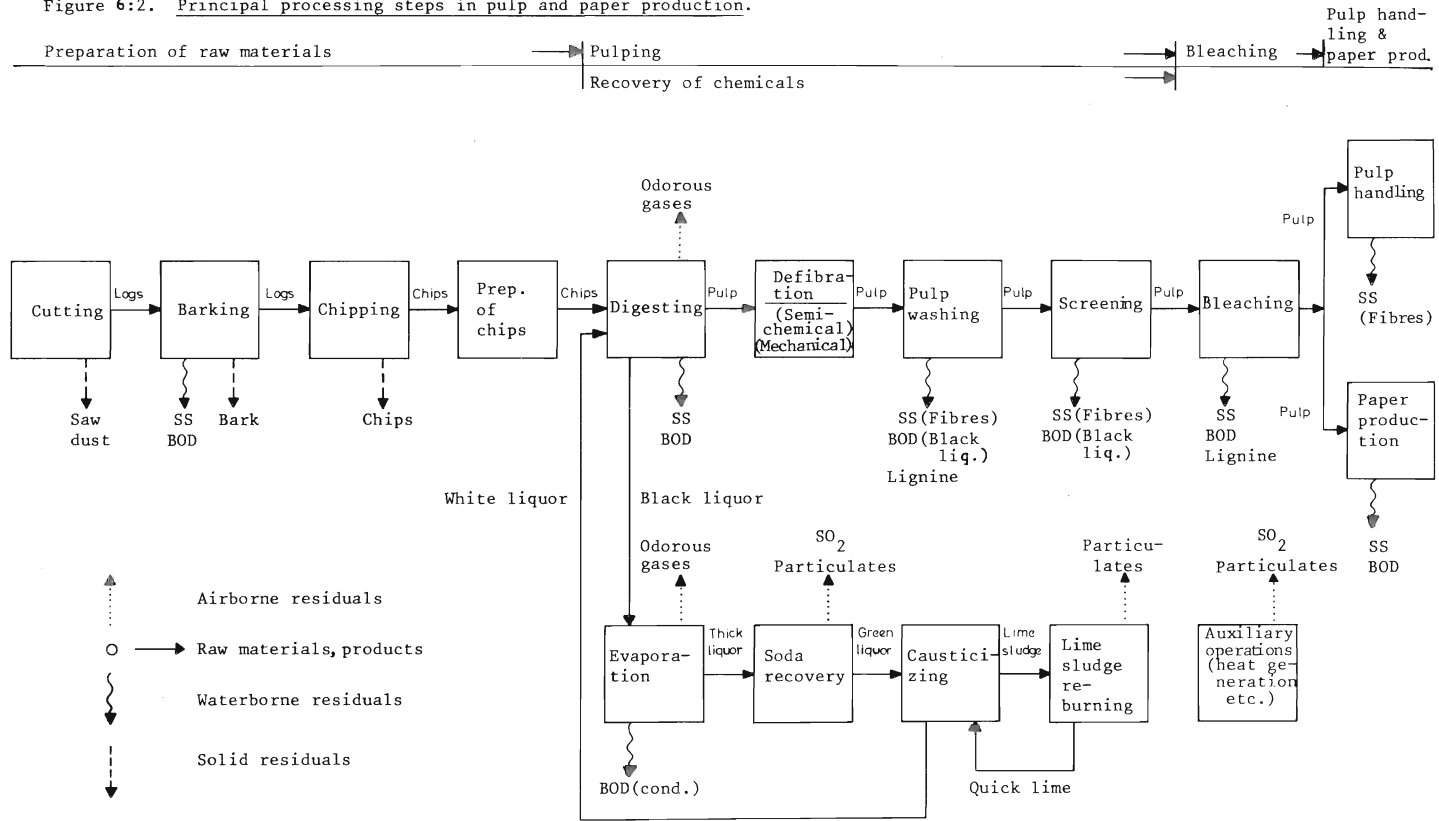 Figure 6:2. Principal processing steps in pulp and paper production.
Preparation of raw materials
Pulping
Recovery of chemicals
Bleaching
Pulp hand-
ling &
paper prod.
Odorous
gases
Cutting
Logs
Barking
Logs
Chipping
Chips
Prep.
of
chips
Chips
Digesting
Pulp
Defibra-
tion
(Semi-
chemical)
(Mechanical)
Pulp
Pulp
washing
Pulp
Screening
Pulp
Bleaching
Pulp
Pulp
handling
SS
(Fibres)
Pulp
Paper
produc-
tion
SS
BOD
Saw
dust
SS
BOD
Bark
Chips
SS
BOD
SS(Fibres)
BOD(Black
liq.)
Lignine
SS(Fibres)
BOD(Black
liq.)
SS
BOD
Lignine
White liquor
Black liquor
Odorous
gases
SO2
Particulates
Particu-
lates
SO2
Particulates
Evapora-
tion
Thick
liquor
Soda
recovery
Green
liquor
Caustici-
zing
Lime
sludge
Lime
sludge
re-
burning
Auxiliary
operations
(heat ge-
neration
etc.)
BOD(cond.)
Quick lime
Airborne residuals
Raw materials, products
Waterborne residuals
Solid residuals